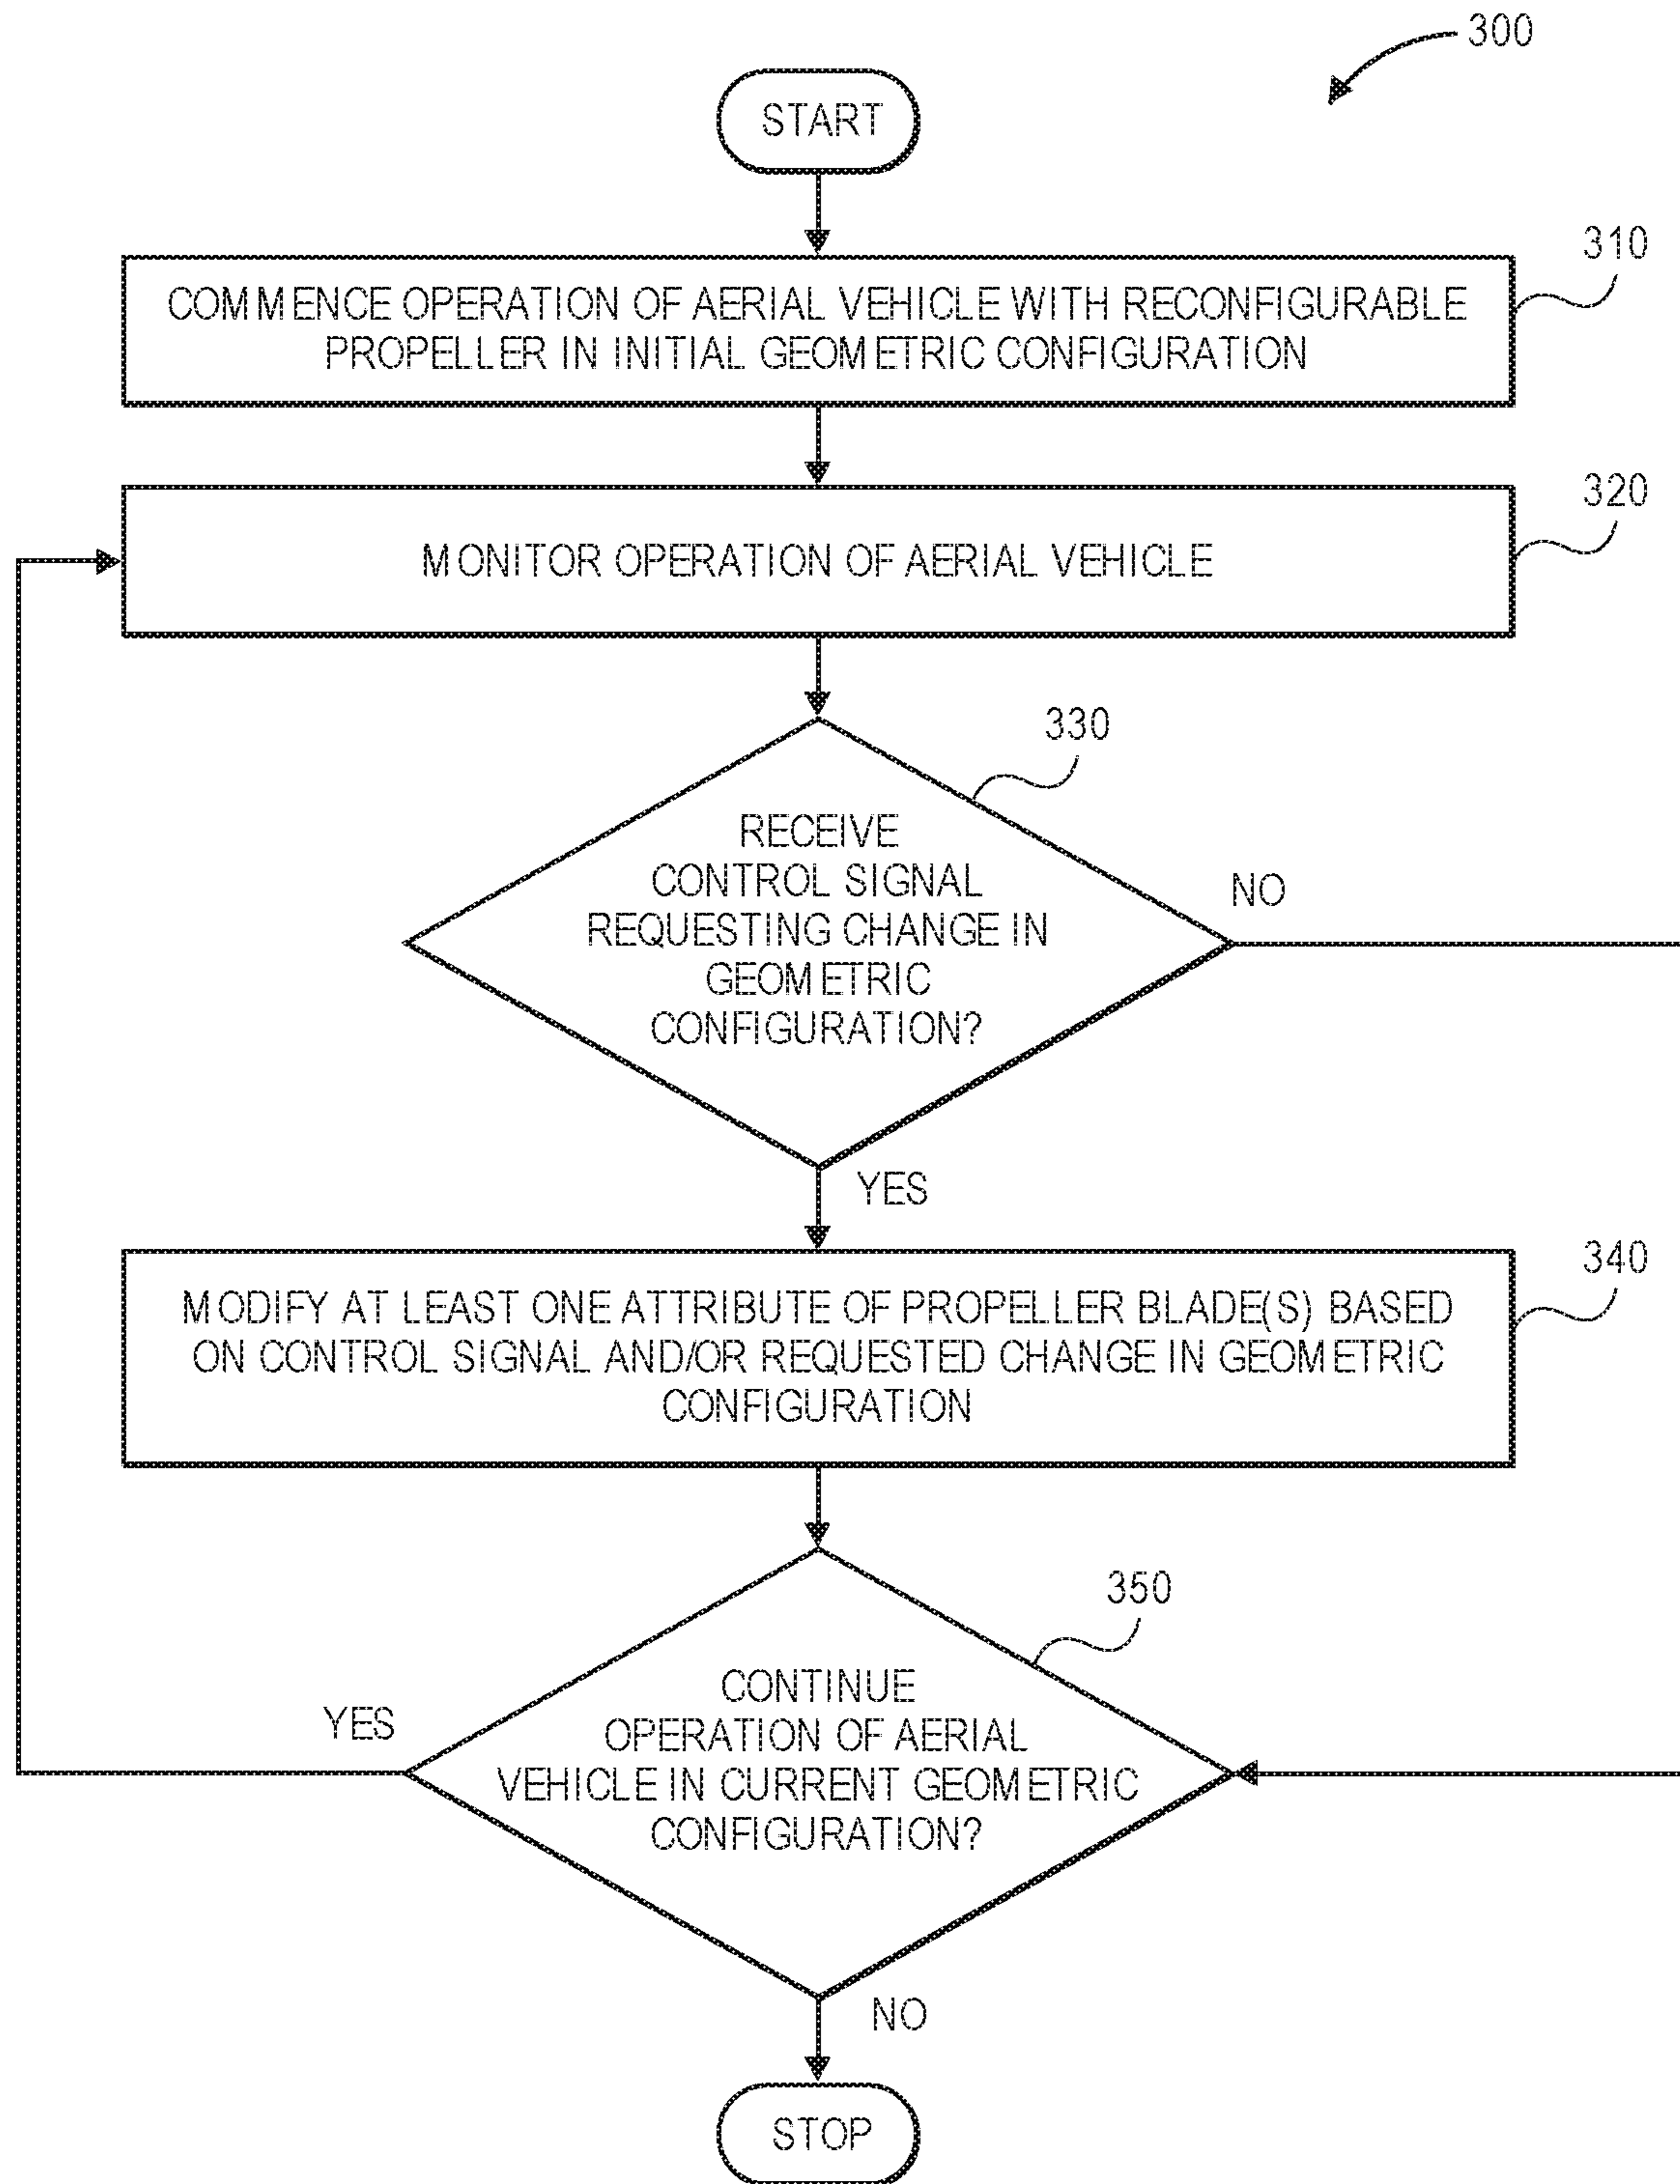 300
START
310
COMMENCE OPERATION OF AERIAL VEHICLE WITH RECONFIGURABLE
PROPELLER IN INITIAL GEOMETRIC CONFIGURATION
320
MONITOR OPERATION OF AERIAL VEHICLE
330
RECEIVE
CONTROL SIGNAL
REQUESTING CHANGE IN
GEOMETRIC
CONFIGURATION?
NO
YES
340
MODIFY AT LEAST ONE ATTRIBUTE OF PROPELLER BLADE(S) BASED
ON CONTROL SIGNAL AND/OR REQUESTED CHANGE IN GEOMETRIC
CONFIGURATION
350
CONTINUE
OPERATION OF AERIAL
VEHICLE IN CURRENT GEOMETRIC
CONFIGURATION?
YES
NO
STOP